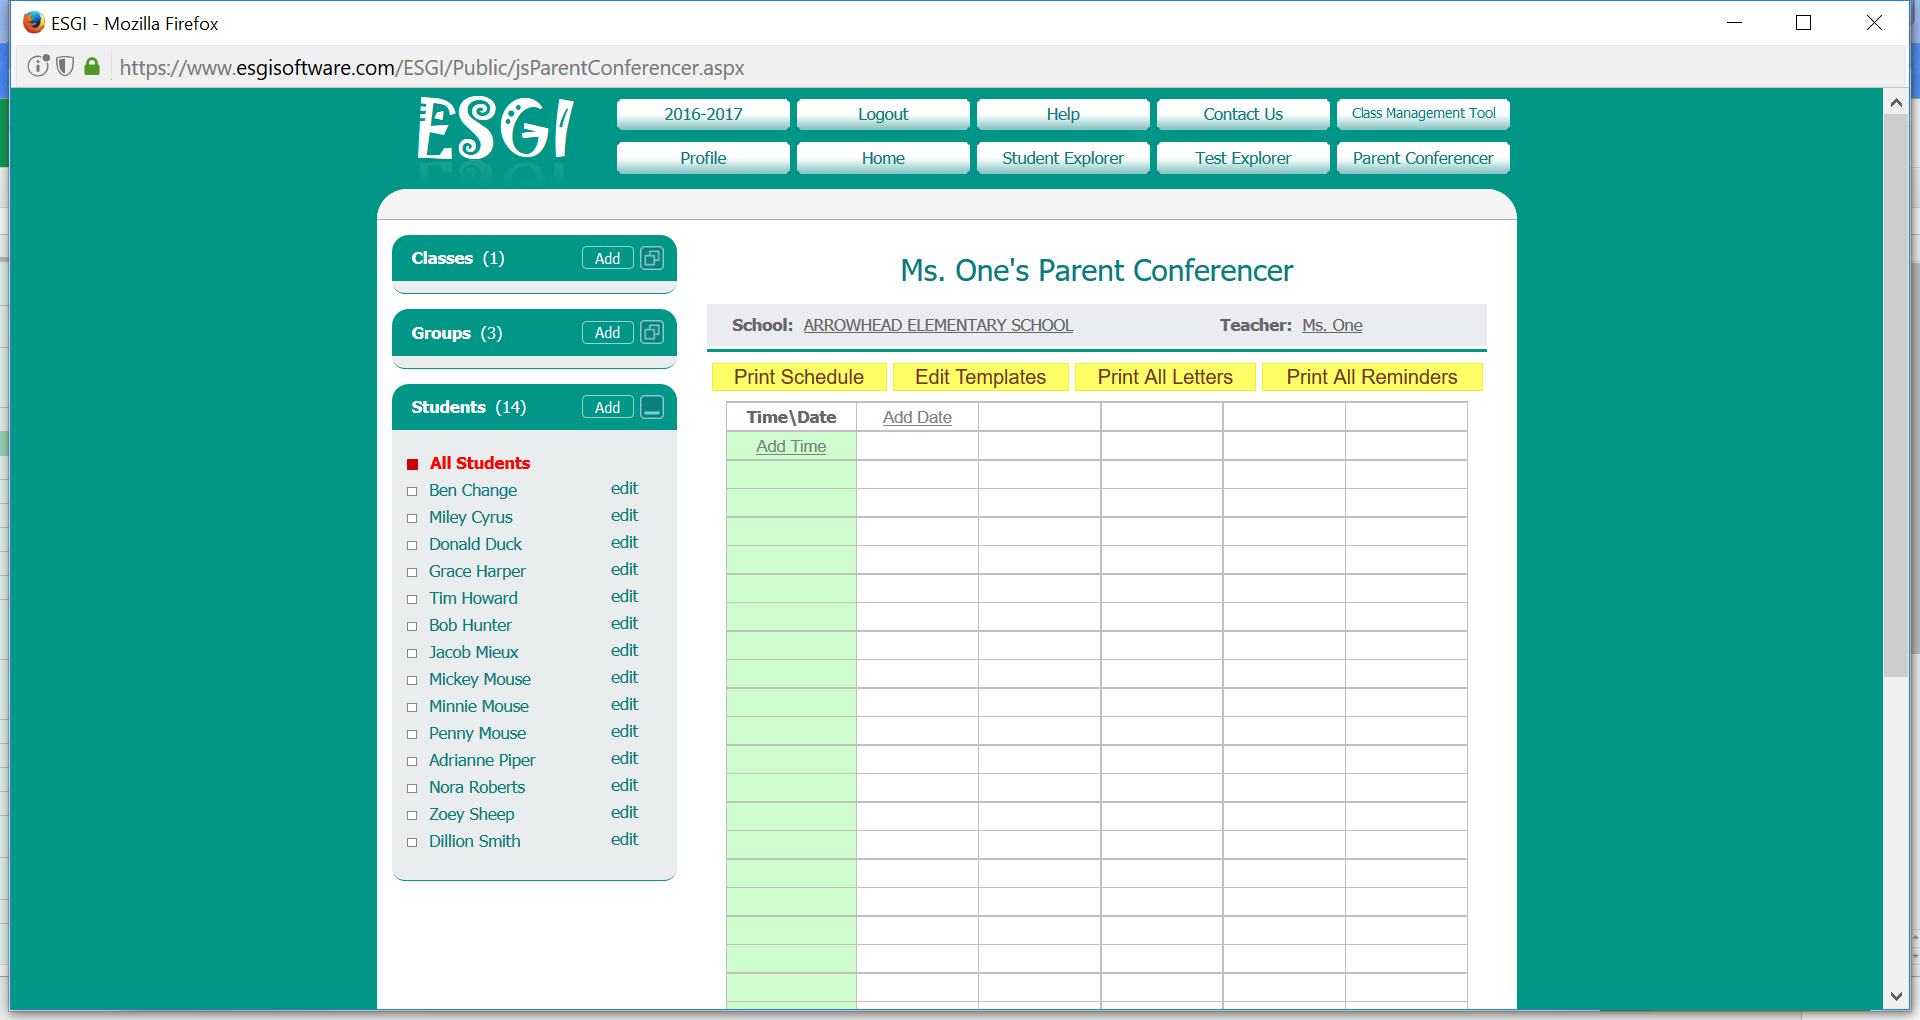 ESGI - Mozilla Firefox
https://www.esgisoftware.com/ESGI/Public/jsParentConferencer.aspx
ESGI
2016-2017 Logout Help Contact Us Class Management Tool
Profile Home Student Explorer Test Explorer Parent Conferencer
Classes (1) Add
Groups (3) Add
Students (14) Add
All Students
Ben Change edit
Miley Cyrus edit
Donald Duck edit
Grace Harper edit
Tim Howard edit
Bob Hunter edit
Jacob Mieux edit
Mickey Mouse edit
Minnie Mouse edit
Penny Mouse edit
Adrianne Piper edit
Nora Roberts edit
Zoey Sheep edit
Dillion Smith edit
Ms. One's Parent Conferencer
School: ARROWHEAD ELEMENTARY SCHOOL Teacher: Ms. One
Print Schedule Edit Templates Print All Letters Print All Reminders
Time\Date Add Date
Add Time